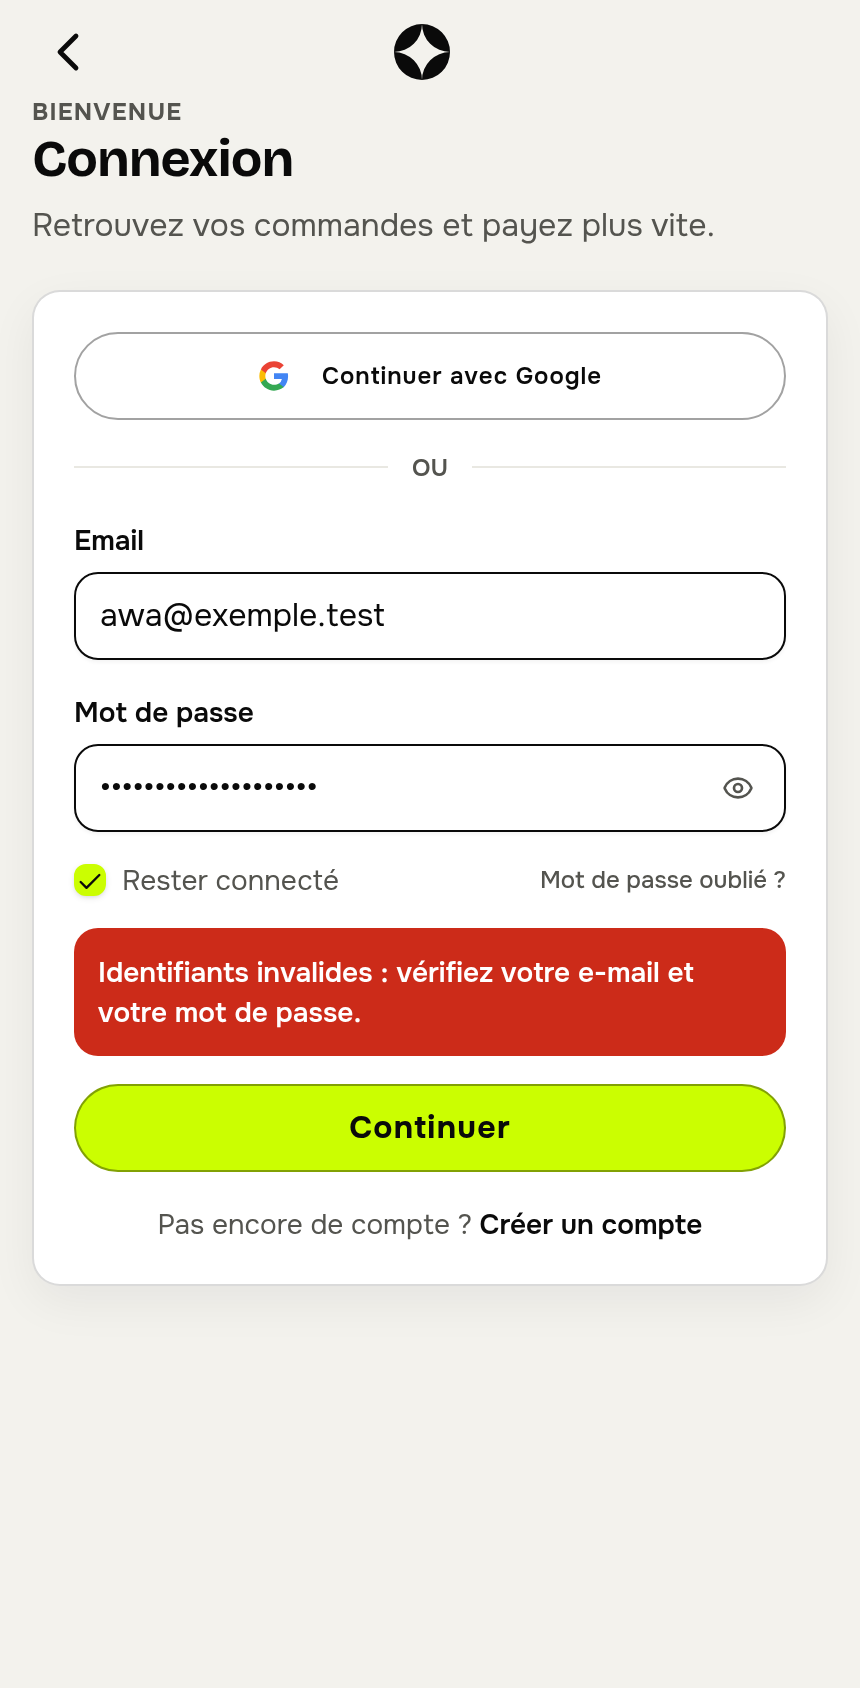 BIENVENUE
Connexion
Retrouvez vos commandes et payez plus vite.
Continuer avec Google
OU
Email
awa@exemple.test
Mot de passe
••••••••••••••••••••
Rester connecté
Mot de passe oublié ?
Identifiants invalides : vérifiez votre e-mail et
votre mot de passe.
Continuer
Pas encore de compte ? Créer un compte